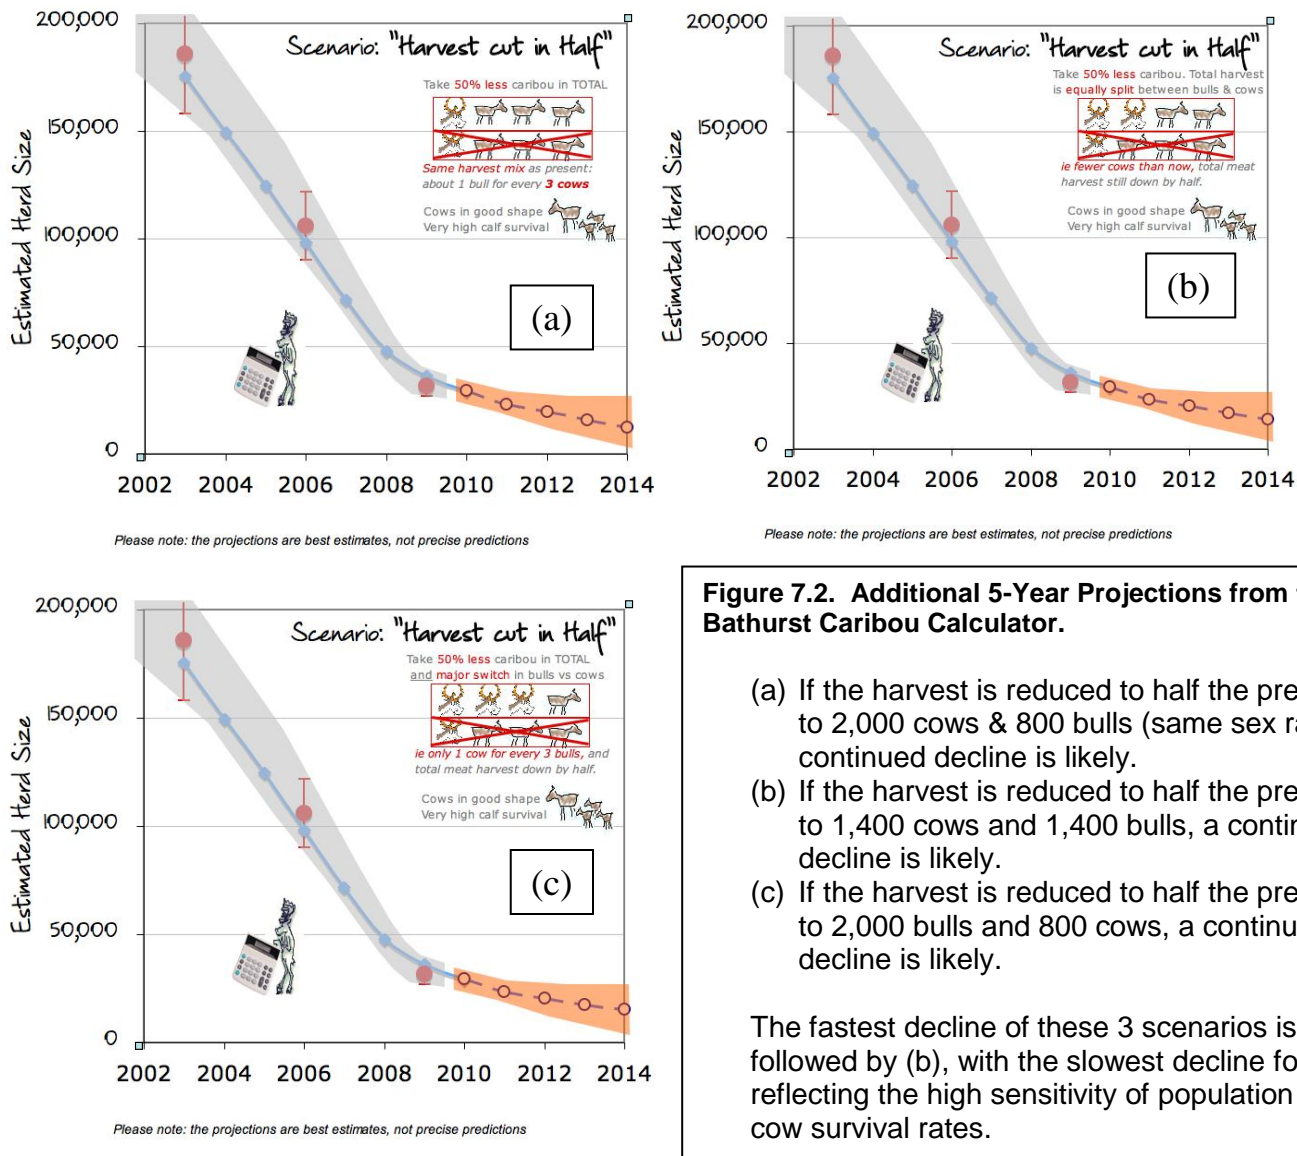 200,000
Scenario: "Harvest cut in Half"
Take 50% less caribou in TOTAL
150,000
Same harvest mix as present:
about 1 bull for every 3 cows
Cows in good shape
Very high calf survival
100,000
Estimated Herd Size
(a)
50,000
0
2002 2004 2006 2008 2010 2012 2014
Please note: the projections are best estimates, not precise predictions
200,000
Scenario: "Harvest cut in Half"
Take 50% less caribou. Total harvest
is equally split between bulls & cows
150,000
ie fewer cows than now, total meat
harvest still down by half.
Cows in good shape
Very high calf survival
100,000
Estimated Herd Size
(b)
50,000
0
2002 2004 2006 2008 2010 2012 2014
Please note: the projections are best estimates, not precise predictions
200,000
Scenario: "Harvest cut in Half"
Take 50% less caribou in TOTAL
and major switch in bulls vs cows
150,000
ie only 1 cow for every 3 bulls, and
total meat harvest down by half.
Cows in good shape
Very high calf survival
100,000
Estimated Herd Size
(c)
50,000
0
2002 2004 2006 2008 2010 2012 2014
Please note: the projections are best estimates, not precise predictions
Figure 7.2. Additional 5-Year Projections from
Bathurst Caribou Calculator.
(a) If the harvest is reduced to half the pre
to 2,000 cows & 800 bulls (same sex ra
continued decline is likely.
(b) If the harvest is reduced to half the pre
to 1,400 cows and 1,400 bulls, a contin
decline is likely.
(c) If the harvest is reduced to half the pre
to 2,000 bulls and 800 cows, a continu
decline is likely.
The fastest decline of these 3 scenarios is
followed by (b), with the slowest decline fo
reflecting the high sensitivity of population
cow survival rates.